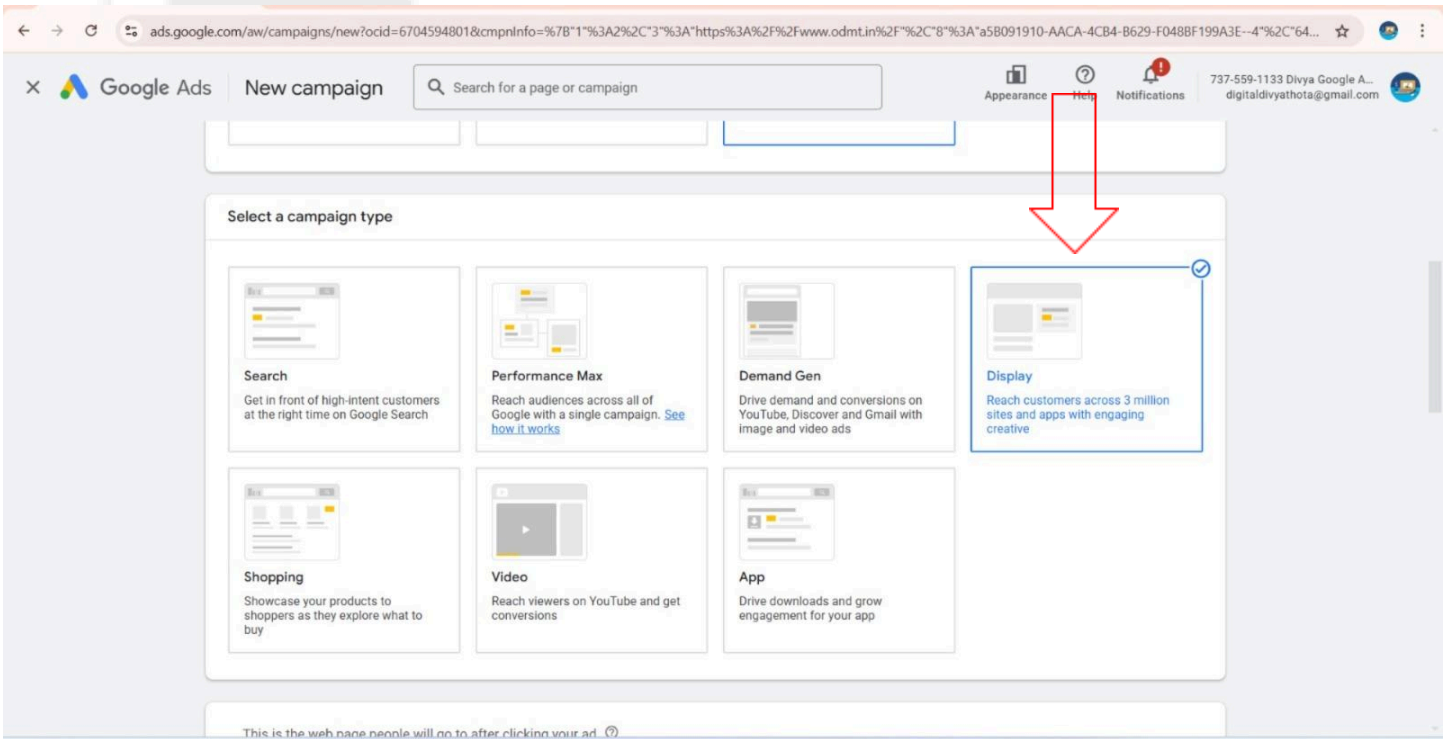 ads.google.com/aw/campaigns/new?ocid=6704594801&cmpnInfo=%7B"1"%3A2%2C"3"%3A"https%3A%2F%2Fwww.odmt.in%2F"%2C"8"%3A"a5B091910-AACA-4CB4-B629-F048BF199A3E--4"%2C"64...
Google Ads
New campaign
Search for a page or campaign
Appearance
Help
Notifications
737-559-1133 Divya Google A...
digitaldivyathota@gmail.com
Select a campaign type
Search
Get in front of high-intent customers
at the right time on Google Search
Performance Max
Reach audiences across all of
Google with a single campaign. See
how it works
Demand Gen
Drive demand and conversions on
YouTube, Discover and Gmail with
image and video ads
Display
Reach customers across 3 million
sites and apps with engaging
creative
Shopping
Showcase your products to
shoppers as they explore what to
buy
Video
Reach viewers on YouTube and get
conversions
App
Drive downloads and grow
engagement for your app
This is the web page people will go to after clicking your ad